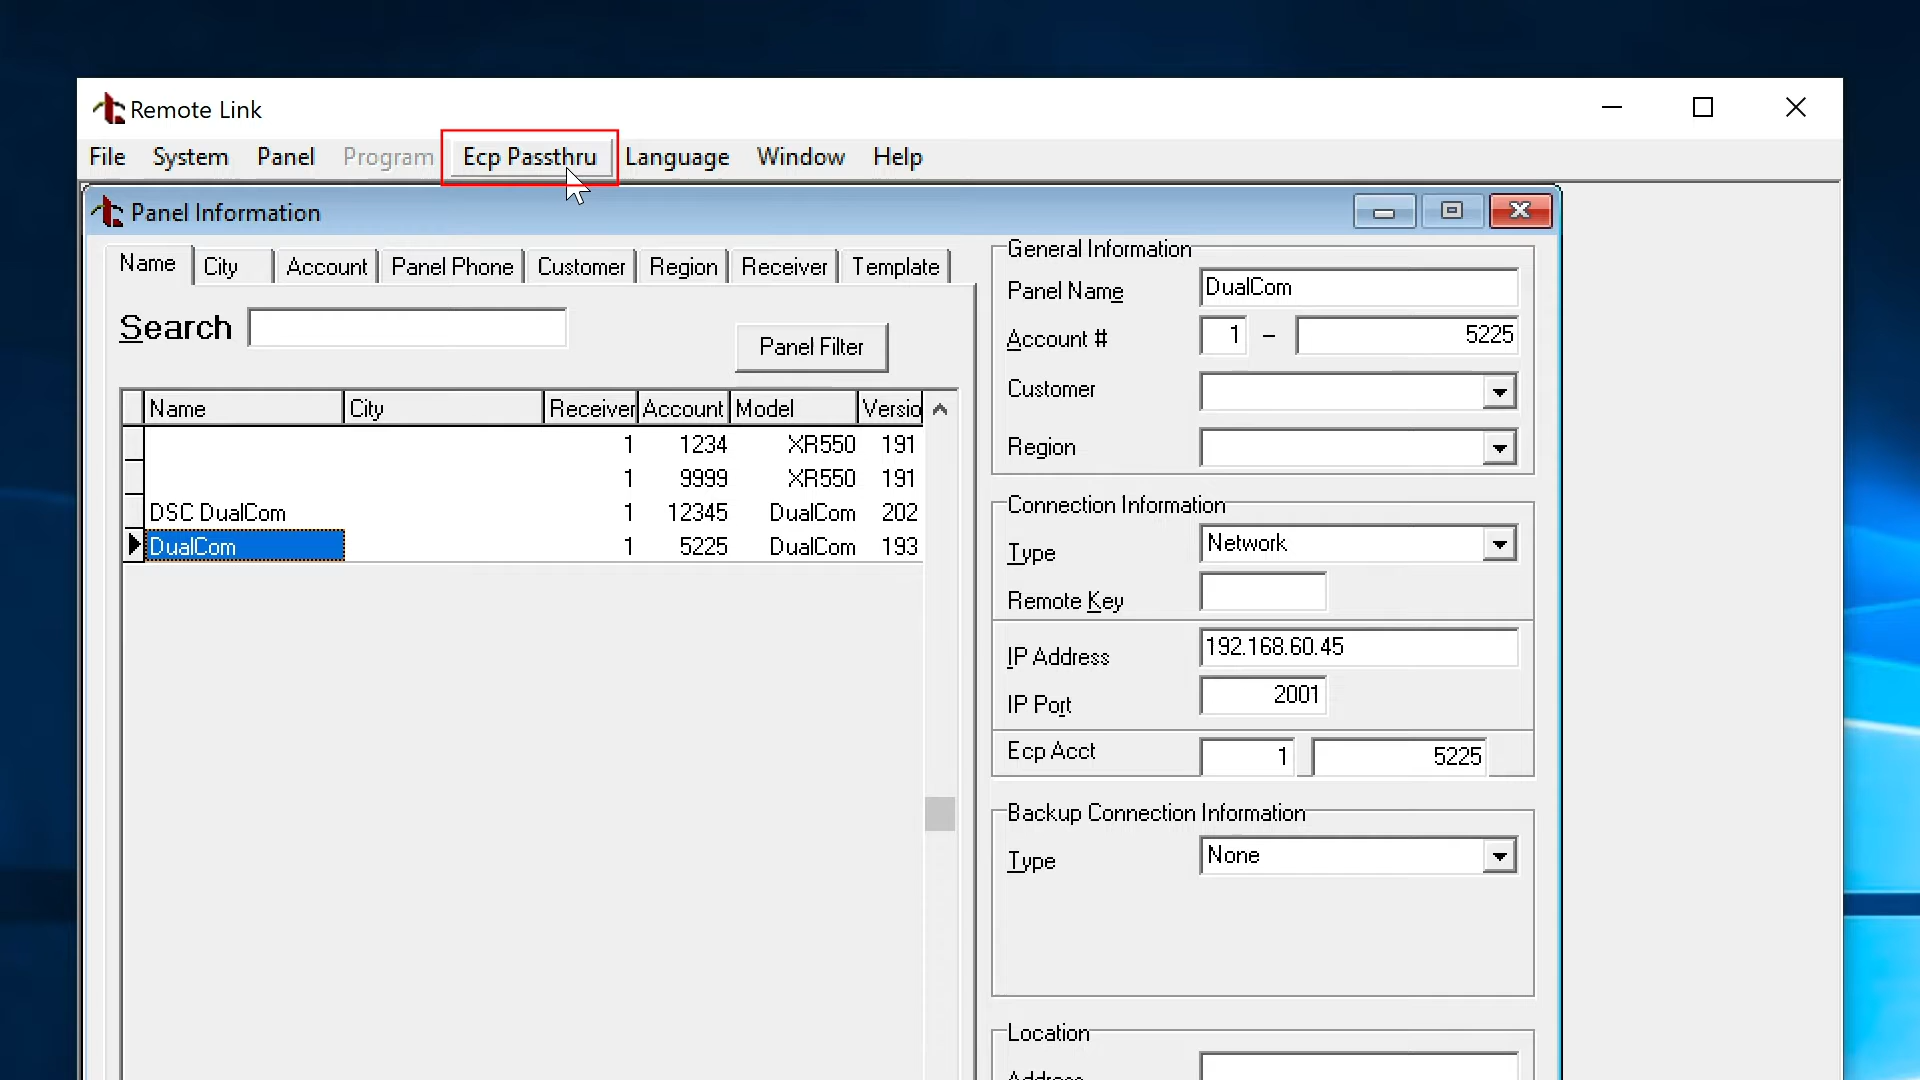 Remote Link
File System Panel Program Ecp Passthru Language Window Help
Panel Information
Name City Account Panel Phone Customer Region Receiver Template
Search
Panel Filter
Name City Receiver Account Model Versio
1 1234 XR550 191
1 9999 XR550 191
DSC DualCom 1 12345 DualCom 202
DualCom 1 5225 DualCom 193
General Information
Panel Name DualCom
Account # 1 – 5225
Customer
Region
Connection Information
Type Network
Remote Key
IP Address 192.168.60.45
IP Port 2001
Ecp Acct 1 5225
Backup Connection Information
Type None
Location
Address